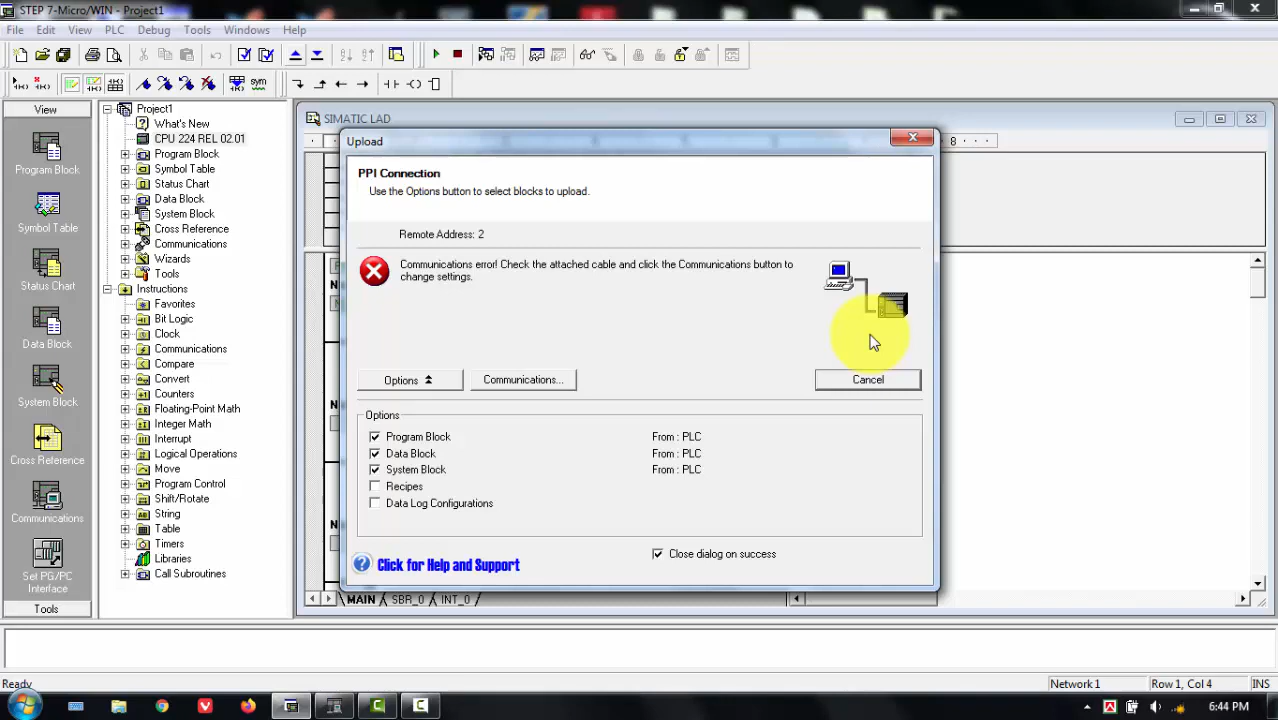 STEP 7-Micro/WIN - Project1
File Edit View PLC Debug Tools Windows Help
View
Program Block
Symbol Table
Status Chart
Data Block
System Block
Cross Reference
Communications
Set PG/PC
Interface
Tools
Project1
What's New
CPU 224 REL 02.01
Program Block
Symbol Table
Status Chart
Data Block
System Block
Cross Reference
Communications
Wizards
Tools
Instructions
Favorites
Bit Logic
Clock
Communications
Compare
Convert
Counters
Floating-Point Math
Integer Math
Interrupt
Logical Operations
Move
Program Control
Shift/Rotate
String
Table
Timers
Libraries
Call Subroutines
SIMATIC LAD
8
Upload
PPI Connection
Use the Options button to select blocks to upload.
Remote Address: 2
Communications error! Check the attached cable and click the Communications button to
change settings.
Options Communications... Cancel
Options
Program Block From : PLC
Data Block From : PLC
System Block From : PLC
Recipes
Data Log Configurations
Close dialog on success
Click for Help and Support
MAIN SBR_0 INT_0
Ready Network 1 Row 1, Col 4 INS
6:44 PM